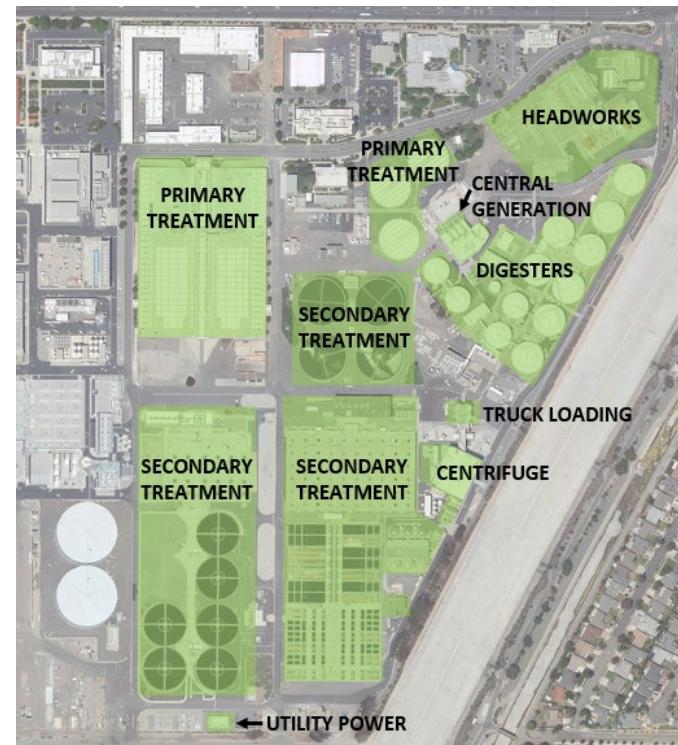 HEADWORKS
PRIMARY
TREATMENT
CENTRAL
GENERATION
PRIMARY
TREATMENT
DIGESTERS
SECONDARY
TREATMENT
TRUCK LOADING
SECONDARY
TREATMENT
SECONDARY
TREATMENT
CENTRIFUGE
UTILITY POWER